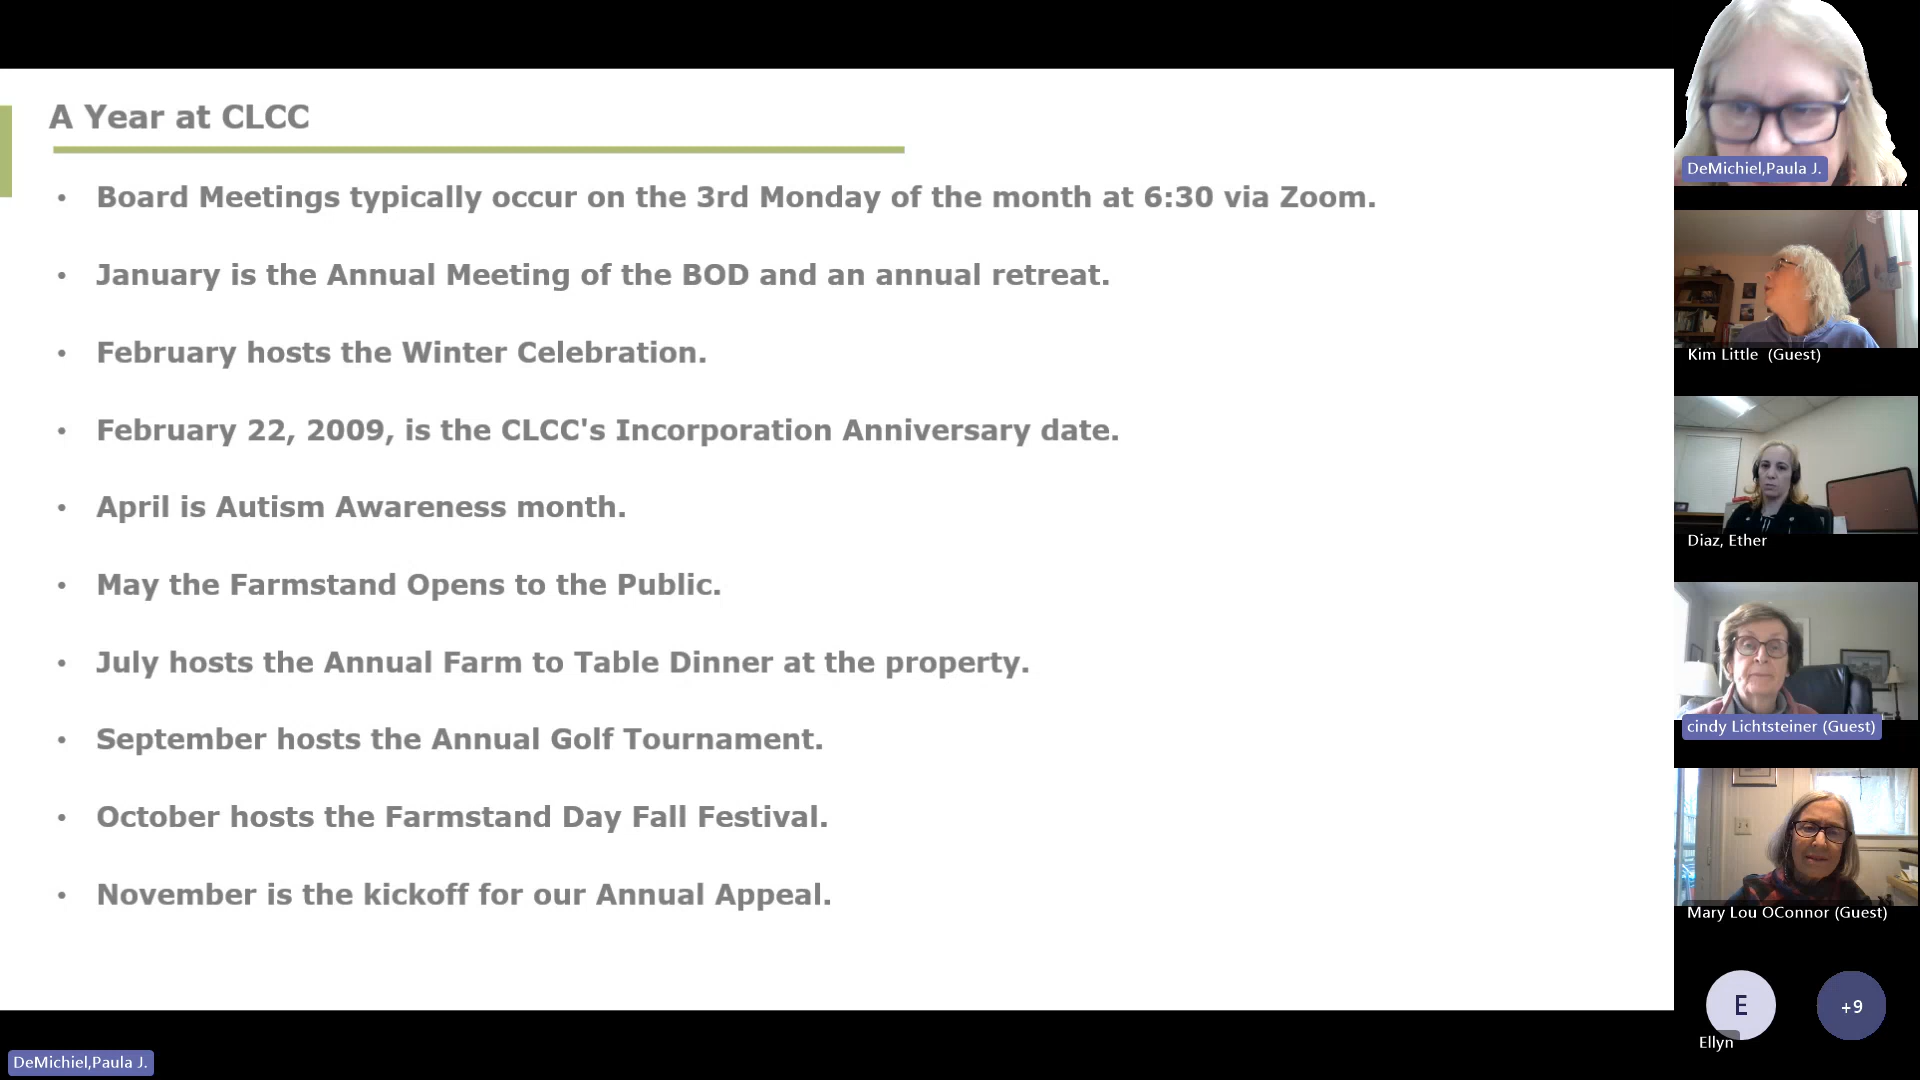 A Year at CLCC
• Board Meetings typically occur on the 3rd Monday of the month at 6:30 via Zoom.
• January is the Annual Meeting of the BOD and an annual retreat.
• February hosts the Winter Celebration.
• February 22, 2009, is the CLCC's Incorporation Anniversary date.
• April is Autism Awareness month.
• May the Farmstand Opens to the Public.
• July hosts the Annual Farm to Table Dinner at the property.
• September hosts the Annual Golf Tournament.
• October hosts the Farmstand Day Fall Festival.
• November is the kickoff for our Annual Appeal.
DeMichiel,Paula J.
DeMichiel,Paula J.
Kim Little (Guest)
Diaz, Ether
cindy Lichtsteiner (Guest)
Mary Lou OConnor (Guest)
E
+9
Ellyn